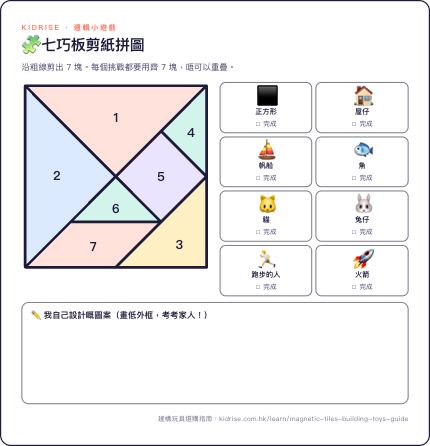 KIDRISE · 邏輯小遊戲
七巧板剪紙拼圖
沿粗線剪出 7 塊。每個挑戰都要用齊 7 塊，唔可以重疊。
1
2
4
5
6
7
3
正方形
□ 完成
屋仔
□ 完成
帆船
□ 完成
魚
□ 完成
貓
□ 完成
兔仔
□ 完成
跑步的人
□ 完成
火箭
□ 完成
我自己設計嘅圖案（畫低外框，考考家人！）
建構玩具選購指南：kidrise.com.hk/learn/magnetic-tiles-building-toys-guide